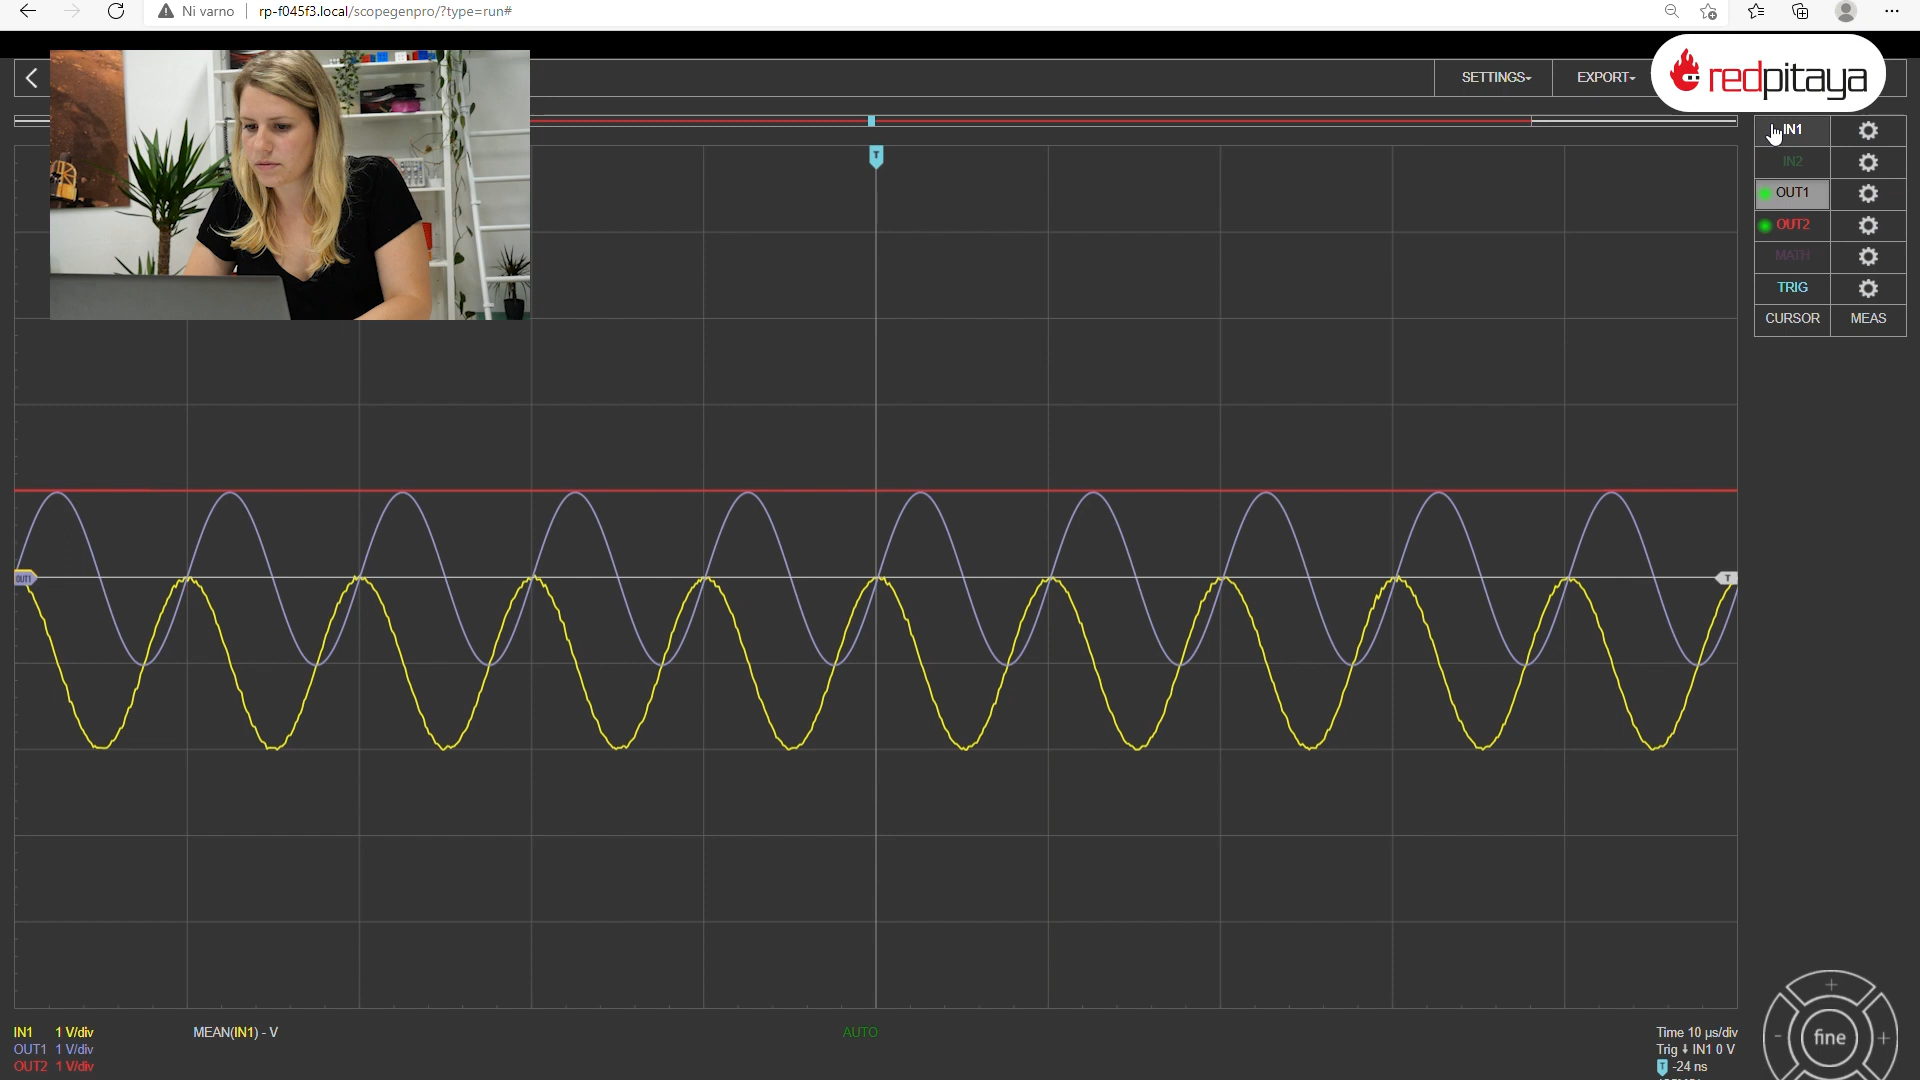 Ni varno
rp-f045f3.local/scopegenpro/?type=run#
SETTINGS
EXPORT
redpitaya
T
IN1
IN2
OUT1
OUT2
MATH
TRIG
CURSOR MEAS
OUT1
T
IN1 1 V/div
OUT1 1 V/div
OUT2 1 V/div
MEAN(IN1) - V
AUTO
Time 10 µs/div
Trig IN1 0 V
T -24 ns
+
- fine +